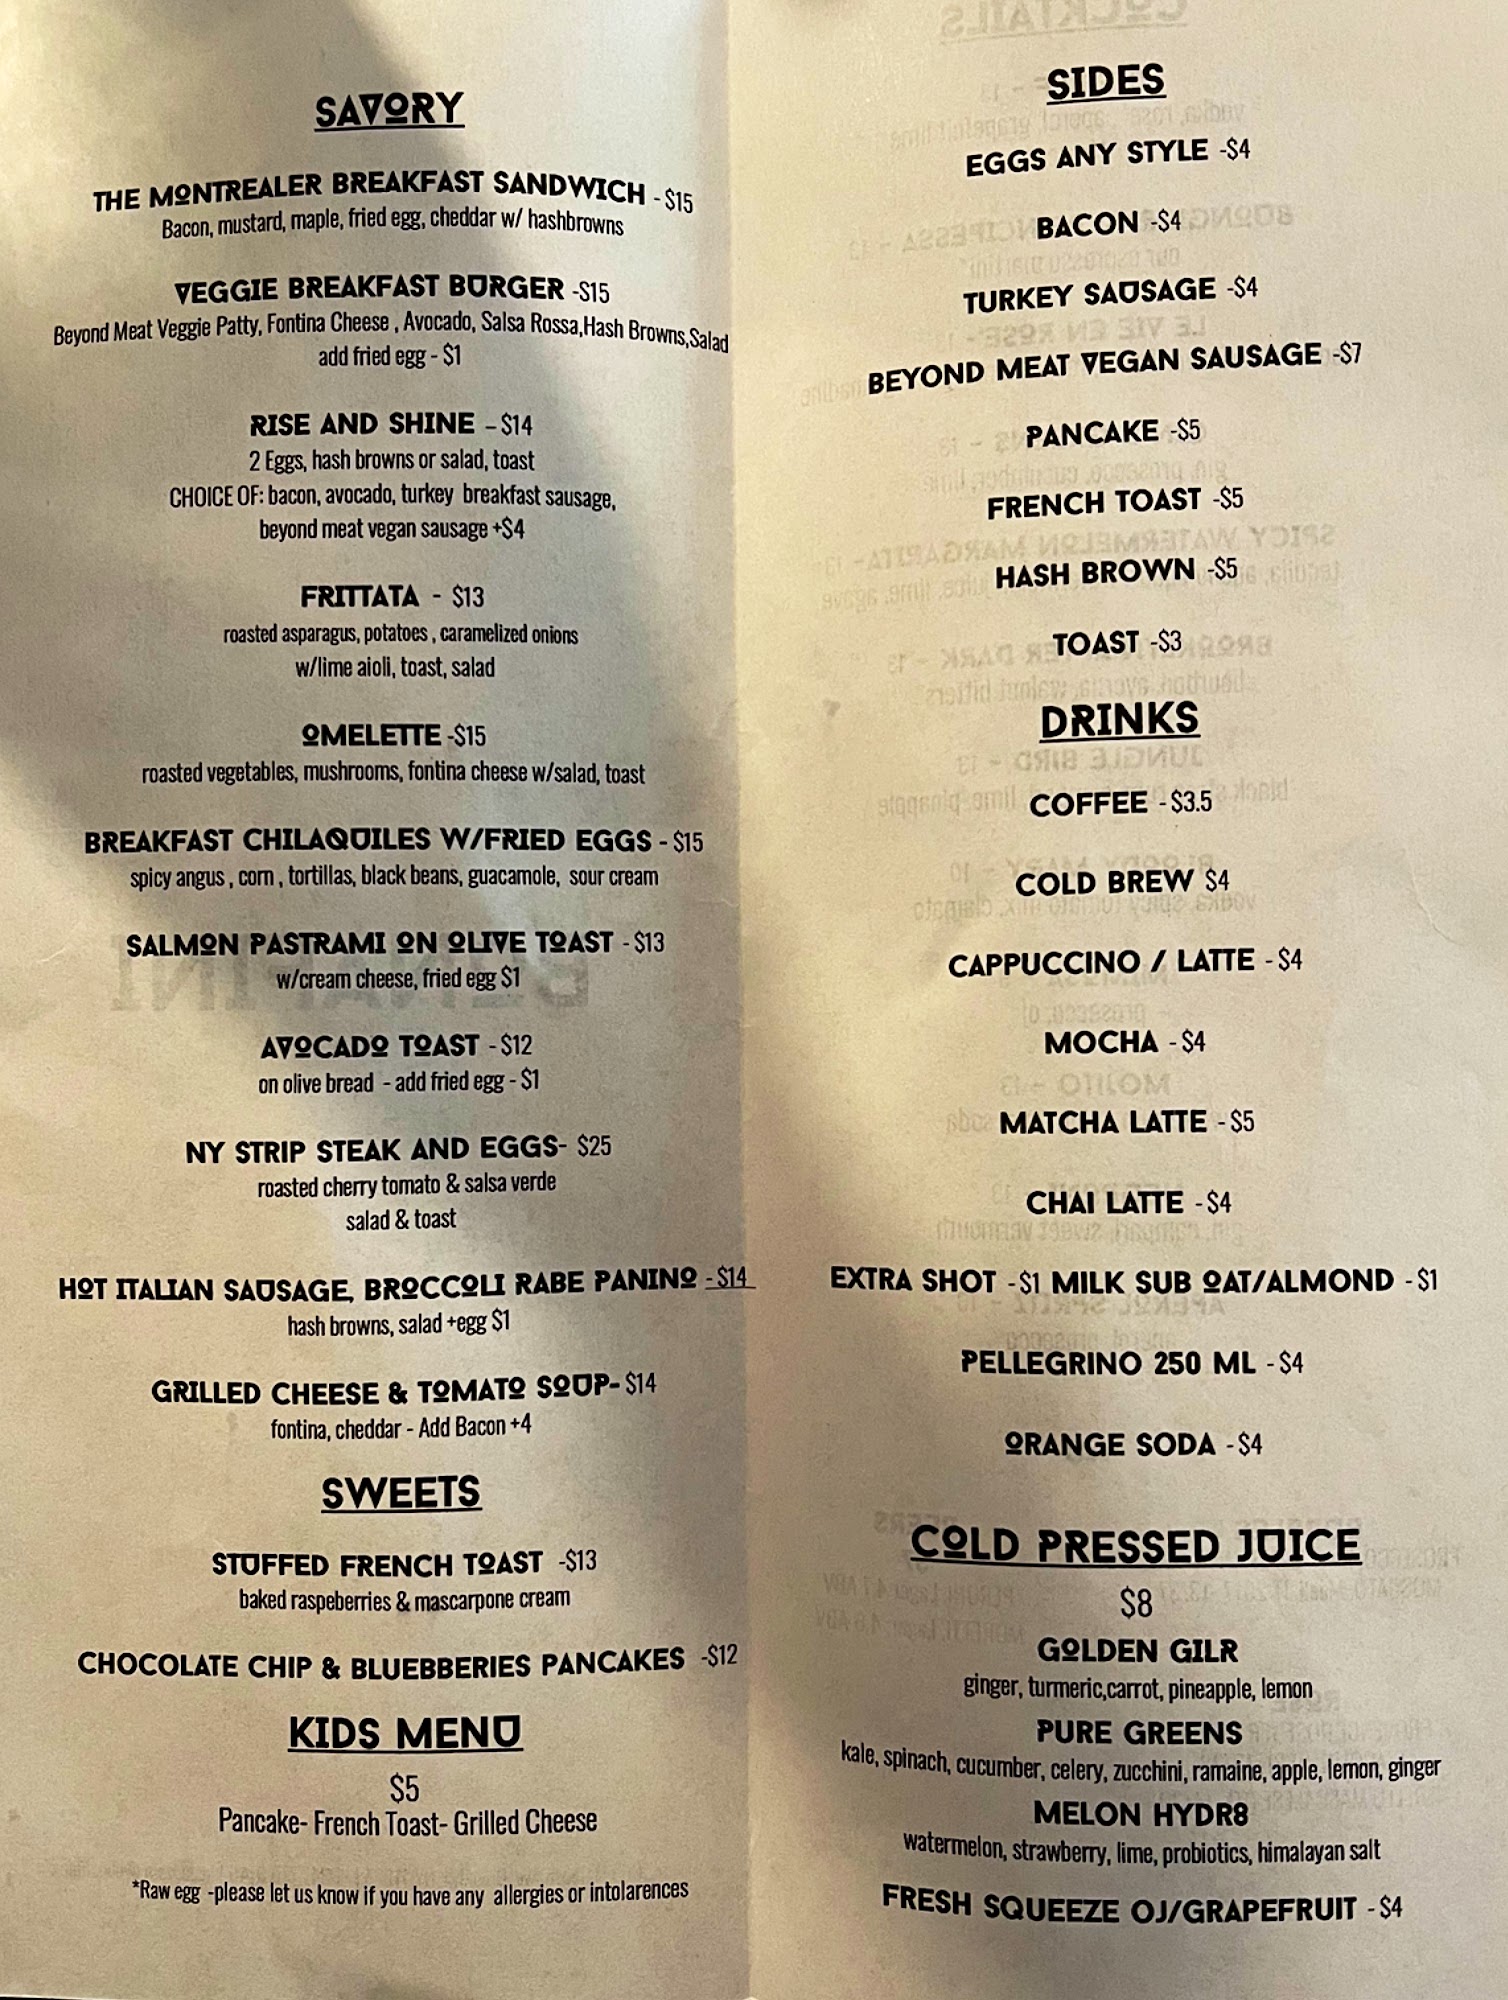 SAVORY
THE MONTREALER BREAKFAST SANDWICH - $15
Bacon, mustard, maple, fried egg, cheddar w/ hashbrowns
VEGGIE BREAKFAST BURGER -$15
Beyond Meat Veggie Patty, Fontina Cheese , Avocado, Salsa Rossa,Hash Browns,Salad
add fried egg - $1
RISE AND SHINE - $14
2 Eggs, hash browns or salad, toast
CHOICE OF: bacon, avocado, turkey breakfast sausage,
beyond meat vegan sausage +$4
FRITTATA - $13
roasted asparagus, potatoes , caramelized onions
w/lime aioli, toast, salad
OMELETTE -$15
roasted vegetables, mushrooms, fontina cheese w/salad, toast
BREAKFAST CHILAQUILES W/FRIED EGGS - $15
spicy angus , corn , tortillas, black beans, guacamole, sour cream
SALMON PASTRAMI ON OLIVE TOAST - $13
w/cream cheese, fried egg $1
AVOCADO TOAST - $12
on olive bread - add fried egg - $1
NY STRIP STEAK AND EGGS- $25
roasted cherry tomato & salsa verde
salad & toast
HOT ITALIAN SAUSAGE, BROCCOLI RABE PANINO - $14
hash browns, salad +egg $1
GRILLED CHEESE & TOMATO SOUP- $14
fontina, cheddar - Add Bacon +4
SWEETS
STUFFED FRENCH TOAST -$13
baked raspeberries & mascarpone cream
CHOCOLATE CHIP & BLUEBBERIES PANCAKES -$12
KIDS MENU
$5
Pancake- French Toast- Grilled Cheese
*Raw egg -please let us know if you have any allergies or intolarences
SIDES
EGGS ANY STYLE -$4
BACON -$4
TURKEY SAUSAGE -$4
BEYOND MEAT VEGAN SAUSAGE -$7
PANCAKE -$5
FRENCH TOAST -$5
HASH BROWN -$5
TOAST -$3
DRINKS
COFFEE - $3.5
COLD BREW $4
CAPPUCCINO / LATTE - $4
MOCHA - $4
MATCHA LATTE - $5
CHAI LATTE - $4
EXTRA SHOT - $1 MILK SUB OAT/ALMOND - $1
PELLEGRINO 250 ML - $4
ORANGE SODA - $4
COLD PRESSED JUICE
$8
GOLDEN GILR
ginger, turmeric,carrot, pineapple, lemon
PURE GREENS
kale, spinach, cucumber, celery, zucchini, ramaine, apple, lemon, ginger
MELON HYDR8
watermelon, strawberry, lime, probiotics, himalayan salt
FRESH SQUEEZE OJ/GRAPEFRUIT - $4